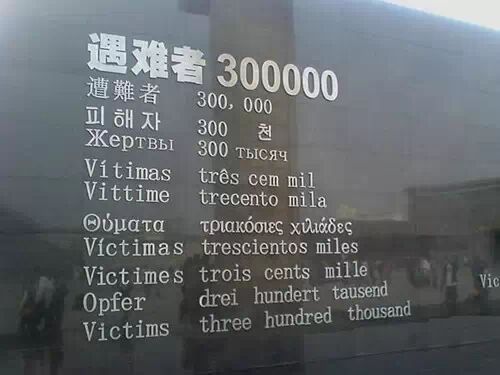 遇难者 300000
遭難者 300,000
피해자 300 천
Жертвы 300 тысяч
Vítimas três cem mil
Vittime trecento mila
Θύματα τριακόσιες χιλιάδες
Víctimas trescientos miles
Victimes trois cents mille
Opfer drei hundert tausend
Victims three hundred thousand
Vic